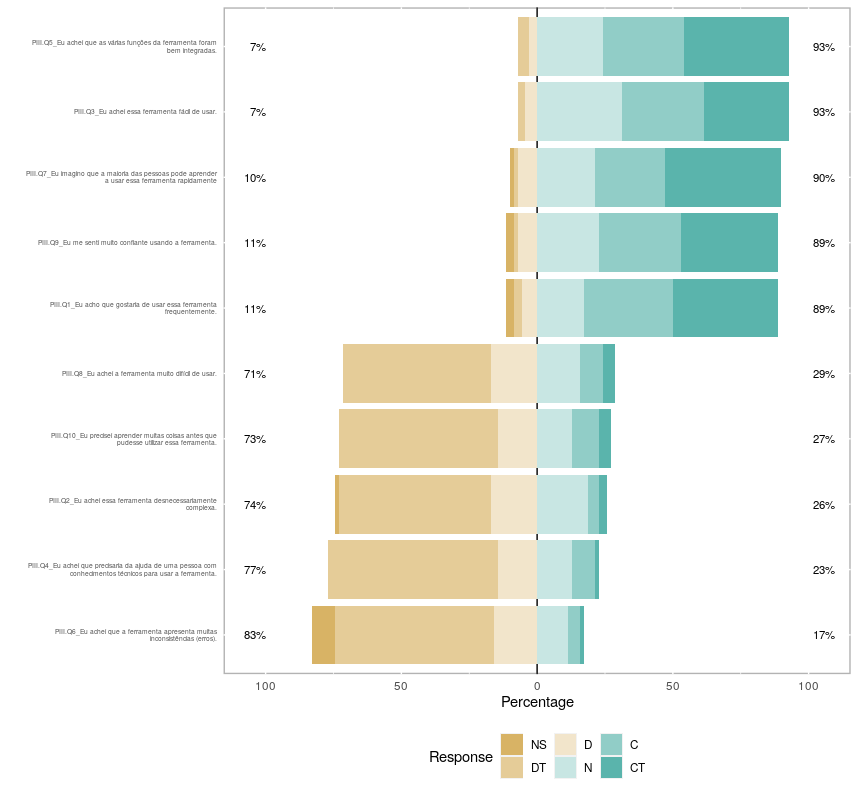 PIII.Q5_Eu achei que as várias funções da ferramenta foram
bem integradas.
7%
93%
PIII.Q3_Eu achei essa ferramenta fácil de usar.
7%
93%
PIII.Q7_Eu imagino que a maioria das pessoas pode aprender
a usar essa ferramenta rapidamente
10%
90%
PIII.Q9_Eu me senti muito confiante usando a ferramenta.
11%
89%
PIII.Q1_Eu acho que gostaria de usar essa ferramenta
frequentemente.
11%
89%
PIII.Q8_Eu achei a ferramenta muito difícil de usar.
71%
29%
PIII.Q10_Eu predsei aprender muitas coisas antes que
pudesse utilizar essa ferramenta.
73%
27%
PIII.Q2_Eu achei essa ferramenta desnecessariamente
complexa.
74%
26%
PIII.Q4_Eu achei que precisaria da ajuda de uma pessoa com
conhecimentos técnicos para usar a ferramenta.
77%
23%
PIII.Q6_Eu achei que a ferramenta apresenta muitas
inconsistências (erros).
83%
17%
100 50 0 50 100
Percentage
Response
NS D C
DT N CT